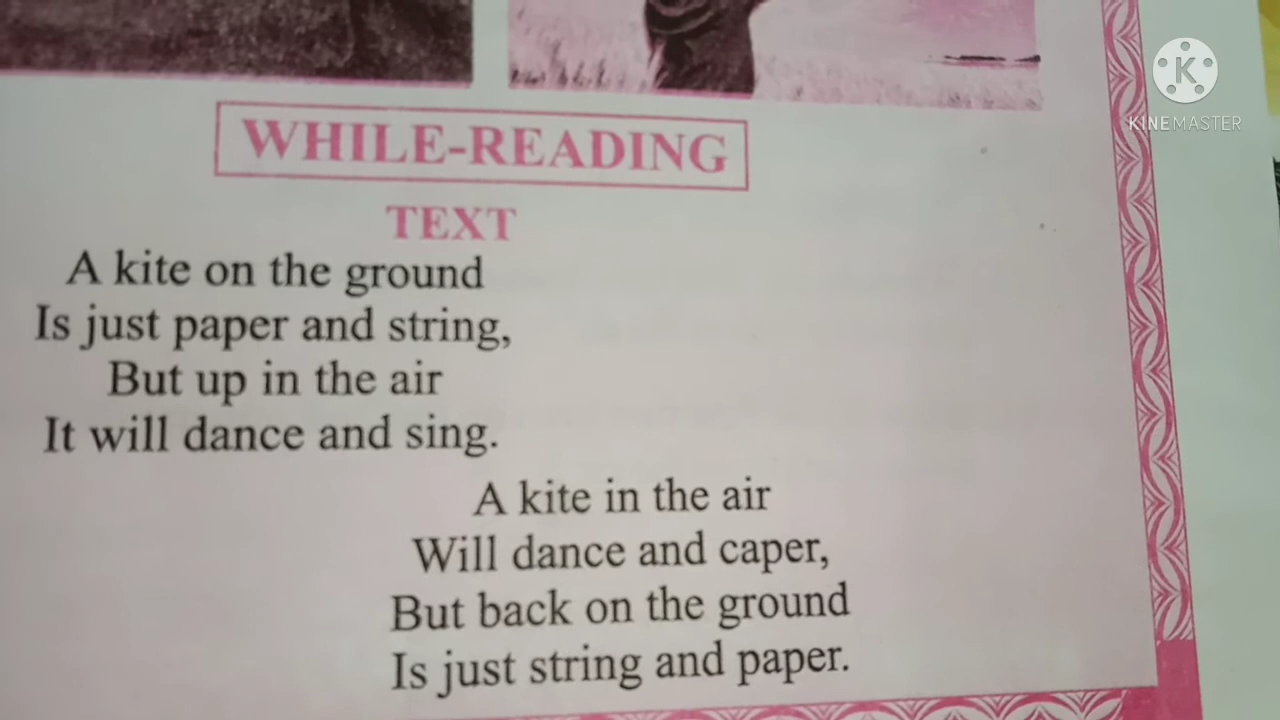 KINEMASTER
WHILE-READING
TEXT
A kite on the ground
Is just paper and string,
But up in the air
It will dance and sing.
A kite in the air
Will dance and caper,
But back on the ground
Is just string and paper.